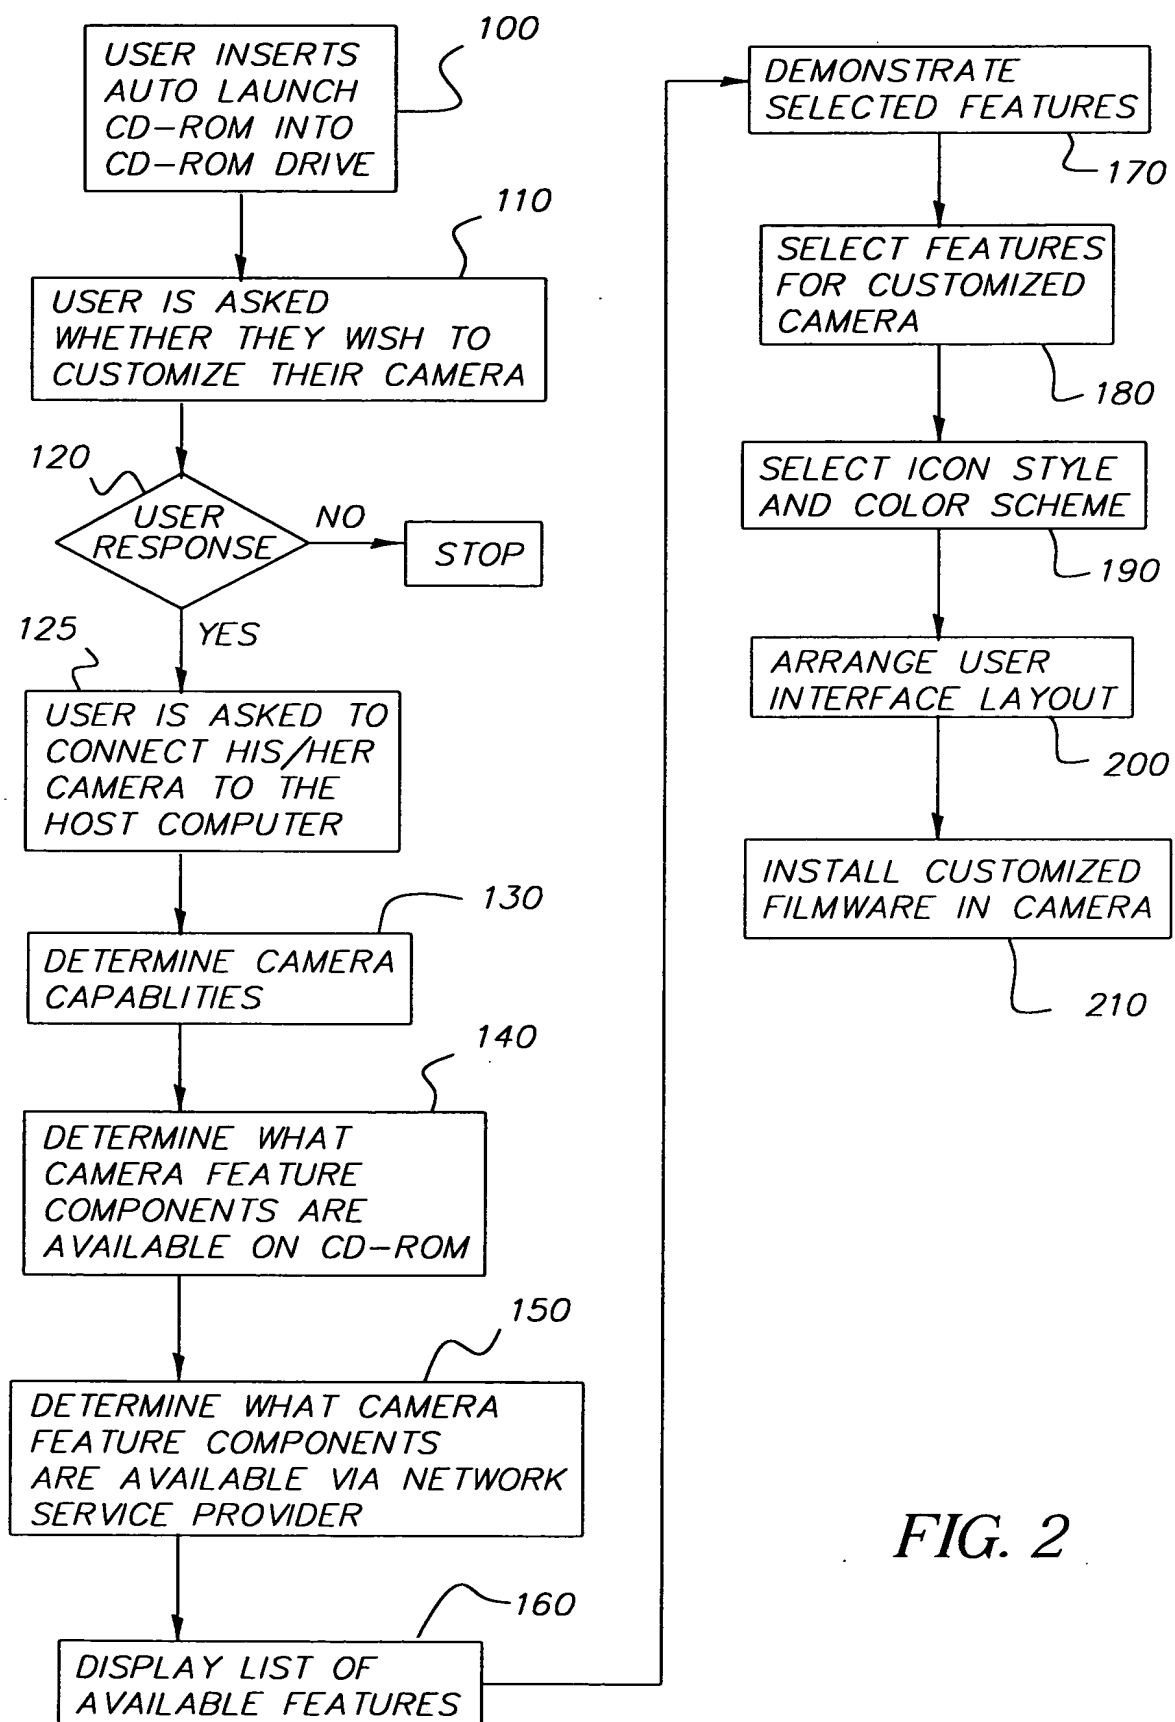 100
USER INSERTS
AUTO LAUNCH
CD-ROM INTO
CD-ROM DRIVE
110
USER IS ASKED
WHETHER THEY WISH TO
CUSTOMIZE THEIR CAMERA
120
USER
RESPONSE
NO
STOP
YES
125
USER IS ASKED TO
CONNECT HIS/HER
CAMERA TO THE
HOST COMPUTER
130
DETERMINE CAMERA
CAPABLITIES
140
DETERMINE WHAT
CAMERA FEATURE
COMPONENTS ARE
AVAILABLE ON CD-ROM
150
DETERMINE WHAT CAMERA
FEATURE COMPONENTS
ARE AVAILABLE VIA NETWORK
SERVICE PROVIDER
160
DISPLAY LIST OF
AVAILABLE FEATURES
DEMONSTRATE
SELECTED FEATURES
170
SELECT FEATURES
FOR CUSTOMIZED
CAMERA
180
SELECT ICON STYLE
AND COLOR SCHEME
190
ARRANGE USER
INTERFACE LAYOUT
200
INSTALL CUSTOMIZED
FILMWARE IN CAMERA
210
FIG. 2